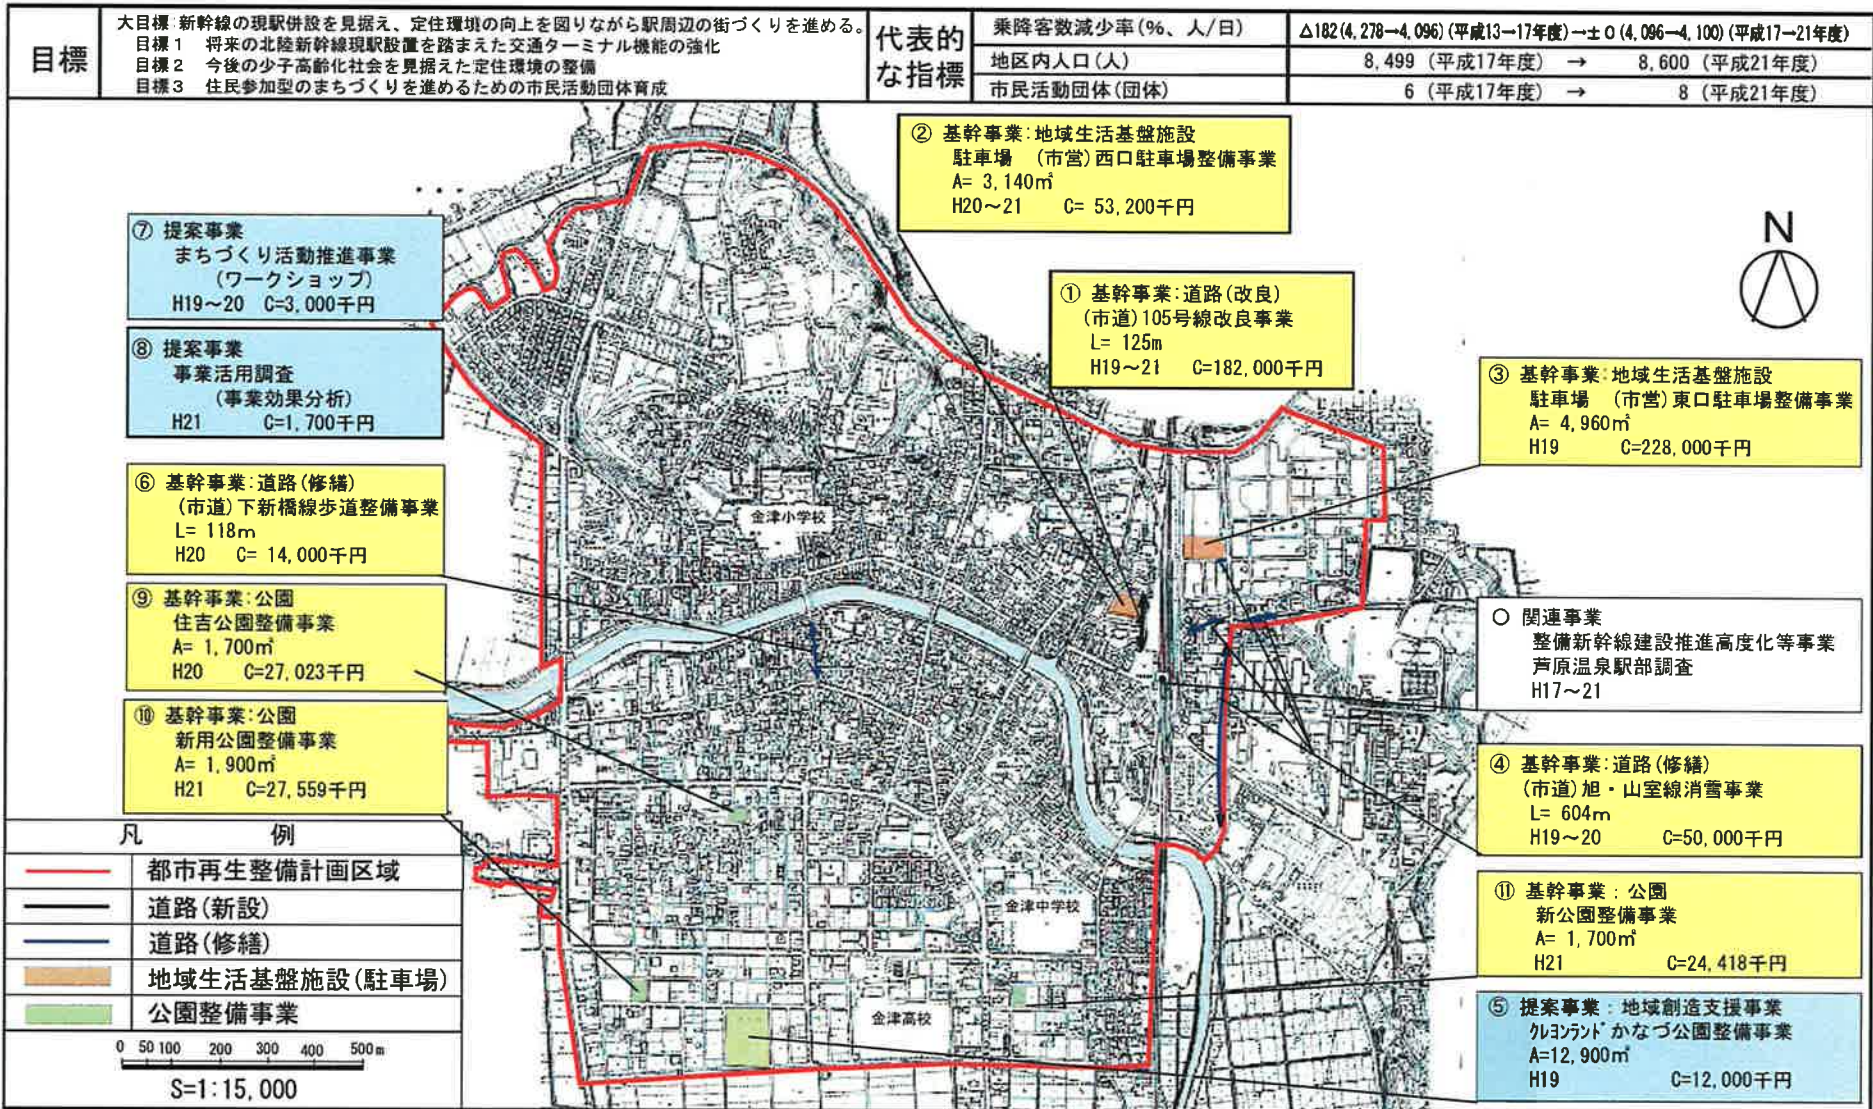 目標
大目標 新幹線の現駅併設を見据え、定住環境の向上を図りながら駅周辺の街づくりを進める。
目標1 将来の北陸新幹線現駅設置を踏まえた交通ターミナル機能の強化
目標2 今後の少子高齢化社会を見据えた定住環境の整備
目標3 住民参加型のまちづくりを進めるための市民活動団体育成
代表的
な指標
乗降客数減少率(%、人/日) △182(4,278→4,096)(平成13→17年度)→±0(4,096→4,100)(平成17→21年度)
地区内人口(人) 8,499 (平成17年度) → 8,600 (平成21年度)
市民活動団体(団体) 6 (平成17年度) → 8 (平成21年度)
② 基幹事業:地域生活基盤施設
駐車場 (市営)西口駐車場整備事業
A= 3,140㎡
H20~21 C= 53,200千円
⑦ 提案事業
まちづくり活動推進事業
(ワークショップ)
H19~20 C=3,000千円
N
① 基幹事業:道路(改良)
(市道)105号線改良事業
L= 125m
H19~21 C=182,000千円
⑧ 提案事業
事業活用調査
(事業効果分析)
H21 C=1,700千円
③ 基幹事業:地域生活基盤施設
駐車場 (市営)東口駐車場整備事業
A= 4,960㎡
H19 C=228,000千円
⑥ 基幹事業:道路(修繕)
(市道)下新橋線歩道整備事業
L= 118m
H20 C= 14,000千円
金津小学校
⑨ 基幹事業:公園
住吉公園整備事業
A= 1,700㎡
H20 C=27,023千円
○ 関連事業
整備新幹線建設推進高度化等事業
芦原温泉駅部調査
H17~21
⑩ 基幹事業:公園
新用公園整備事業
A= 1,900㎡
H21 C=27,559千円
④ 基幹事業:道路(修繕)
(市道)旭・山室線消雪事業
L= 604m
H19~20 C=50,000千円
凡 例
都市再生整備計画区域
道路(新設)
道路(修繕)
地域生活基盤施設(駐車場)
公園整備事業
0 50 100 200 300 400 500m
S=1:15,000
金津中学校
金津高校
⑪ 基幹事業:公園
新公園整備事業
A= 1,700㎡
H21 C=24,418千円
⑤ 提案事業:地域創造支援事業
クレヨンランドかなづ公園整備事業
A=12,900㎡
H19 C=12,000千円